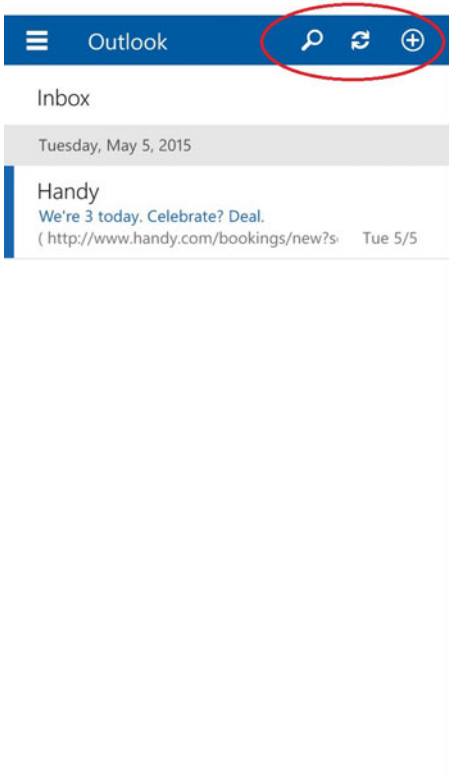 Outlook
Inbox
Tuesday, May 5, 2015
Handy
We're 3 today. Celebrate? Deal.
( http://www.handy.com/bookings/new?s Tue 5/5